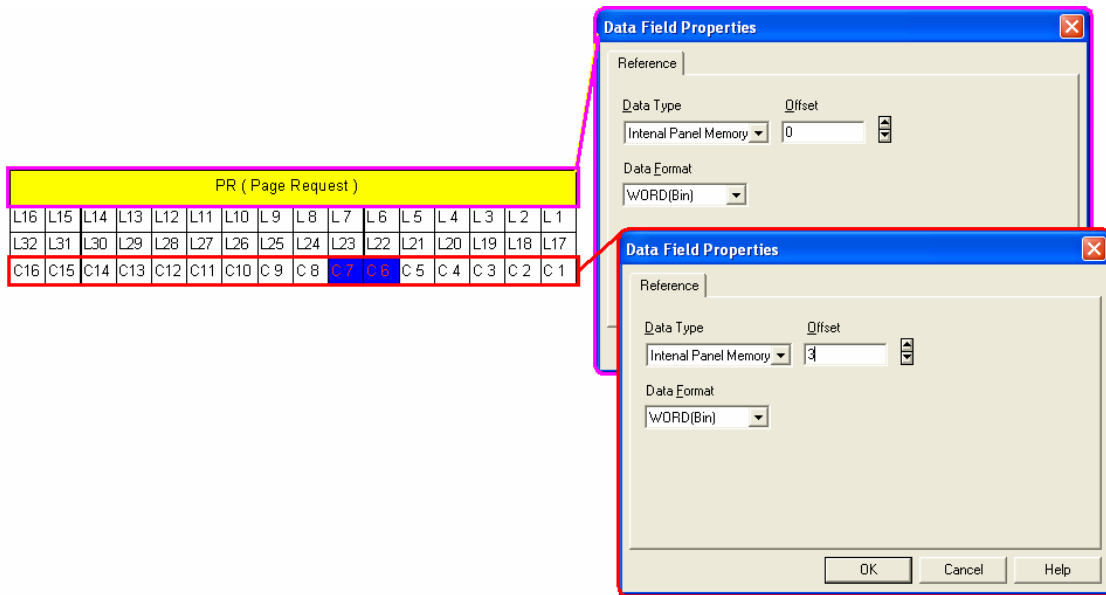 Data Field Properties
Reference
Data Type Offset
Intenal Panel Memory 0
Data Format
WORD(Bin)
PR ( Page Request )
L16 L15 L14 L13 L12 L11 L10 L 9 L 8 L 7 L 6 L 5 L 4 L 3 L 2 L 1
L32 L31 L30 L29 L28 L27 L26 L25 L24 L23 L22 L21 L20 L19 L18 L17
C16 C15 C14 C13 C12 C11 C10 C 9 C 8 C 7 C 6 C 5 C 4 C 3 C 2 C 1
Data Field Properties
Reference
Data Type Offset
Intenal Panel Memory 3
Data Format
WORD(Bin)
OK Cancel Help